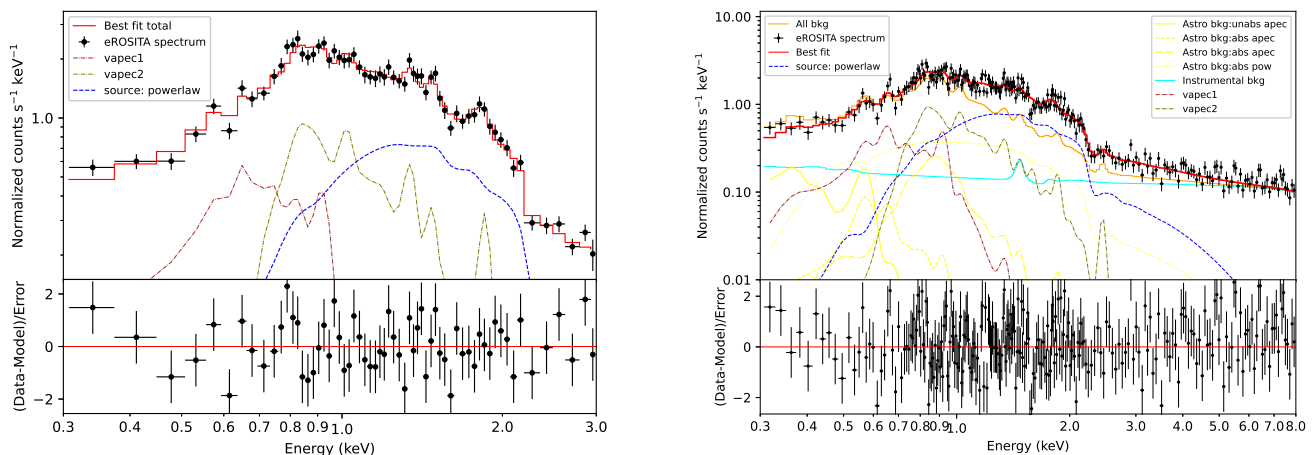 Best fit total
eROSITA spectrum
vapec1
vapec2
source: powerlaw
Normalized counts s⁻¹ keV⁻¹
1.0
(Data-Model)/Error
2
0
−2
0.3 0.4 0.5 0.6 0.7 0.8 0.9 1.0 2.0 3.0
Energy (keV)
All bkg
eROSITA spectrum
Best fit
source: powerlaw
Astro bkg:unabs apec
Astro bkg:abs apec
Astro bkg:abs apec
Astro bkg:abs pow
Instrumental bkg
vapec1
vapec2
Normalized counts s⁻¹ keV⁻¹
10.00
1.00
0.10
0.01
(Data-Model)/Error
2
0
−2
0.3 0.4 0.5 0.6 0.7 0.8 0.9 1.0 2.0 3.0 4.0 5.0 6.0 7.0 8.0
Energy (keV)